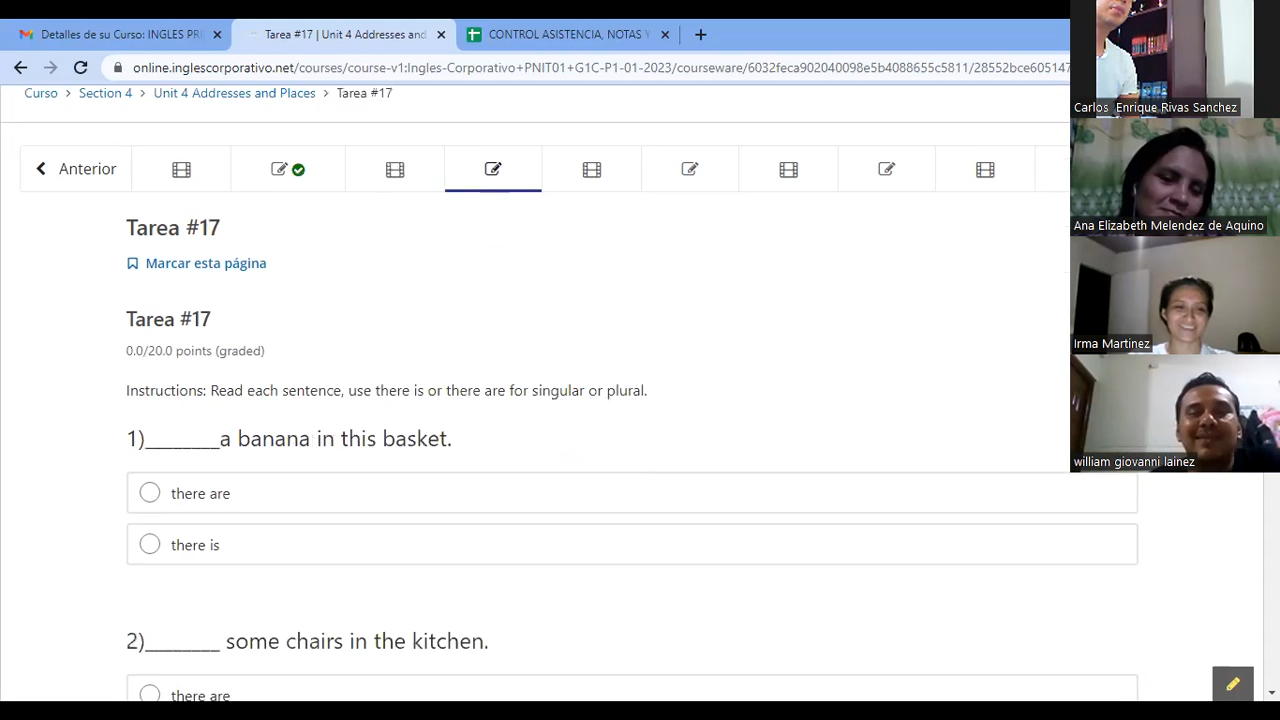 Detalles de su Curso: INGLES PRI
Tarea #17 | Unit 4 Addresses and
CONTROL ASISTENCIA, NOTAS Y
online.inglescorporativo.net/courses/course-v1:Ingles-Corporativo+PNIT01+G1C-P1-01-2023/courseware/6032feca902040098e5b4088655c5811/28552bce605147
Curso > Section 4 > Unit 4 Addresses and Places > Tarea #17
Anterior
Tarea #17
Marcar esta página
Tarea #17
0.0/20.0 points (graded)
Instructions: Read each sentence, use there is or there are for singular or plural.
1)________a banana in this basket.
there are
there is
2)________ some chairs in the kitchen.
there are
Carlos Enrique Rivas Sanchez
Ana Elizabeth Melendez de Aquino
Irma Martinez
william giovanni lainez